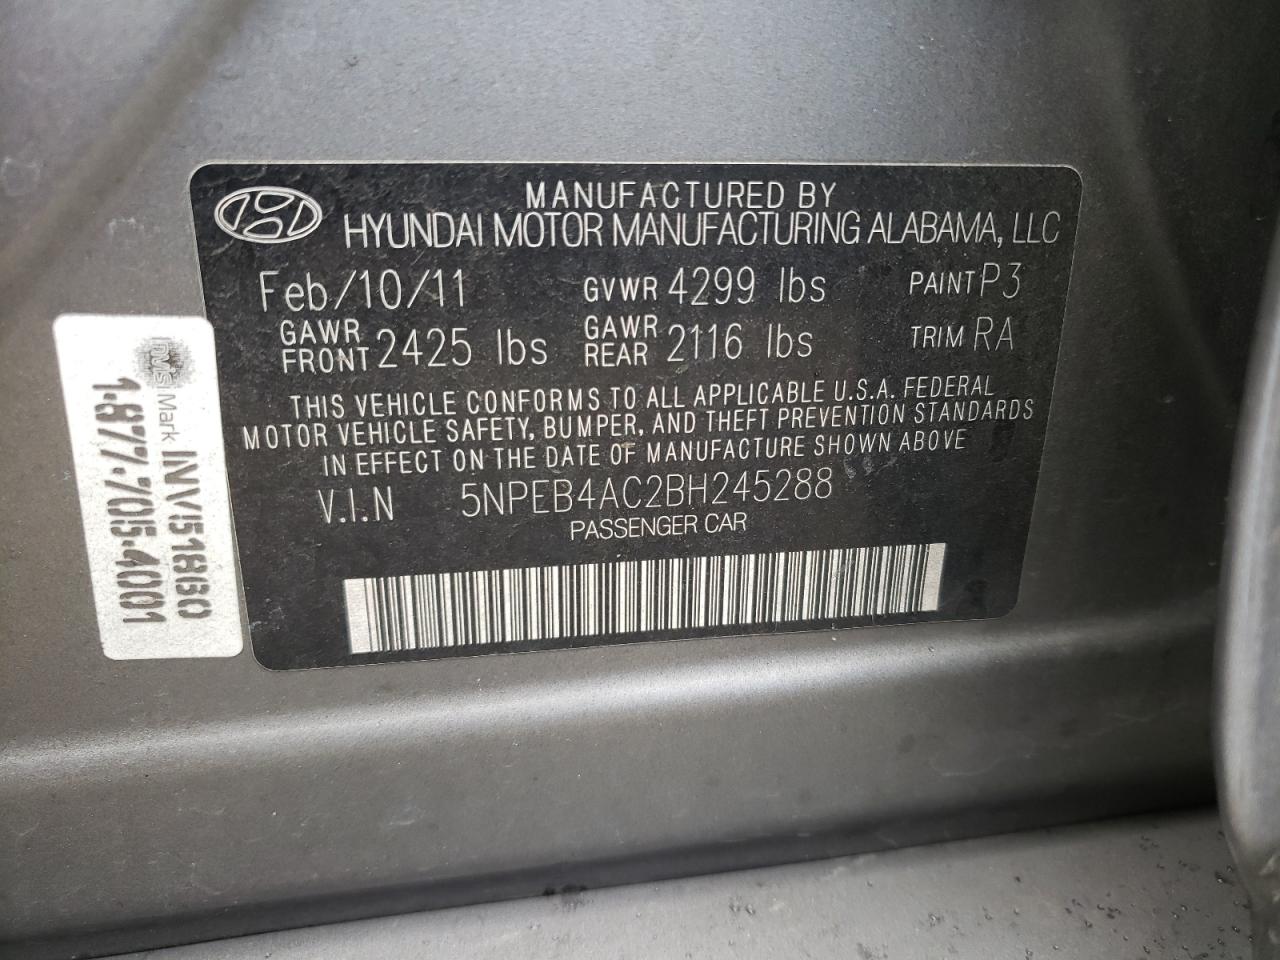 MANUFACTURED BY
HYUNDAI MOTOR MANUFACTURING ALABAMA, LLC
Feb/10/11 GVWR 4299 lbs PAINT P3
GAWR FRONT 2425 lbs GAWR REAR 2116 lbs TRIM RA
THIS VEHICLE CONFORMS TO ALL APPLICABLE U.S.A. FEDERAL
MOTOR VEHICLE SAFETY, BUMPER, AND THEFT PREVENTION STANDARDS
IN EFFECT ON THE DATE OF MANUFACTURE SHOWN ABOVE
V.I.N 5NPEB4AC2BH245288
PASSENGER CAR
iMark INV51860
1·877·705·4001